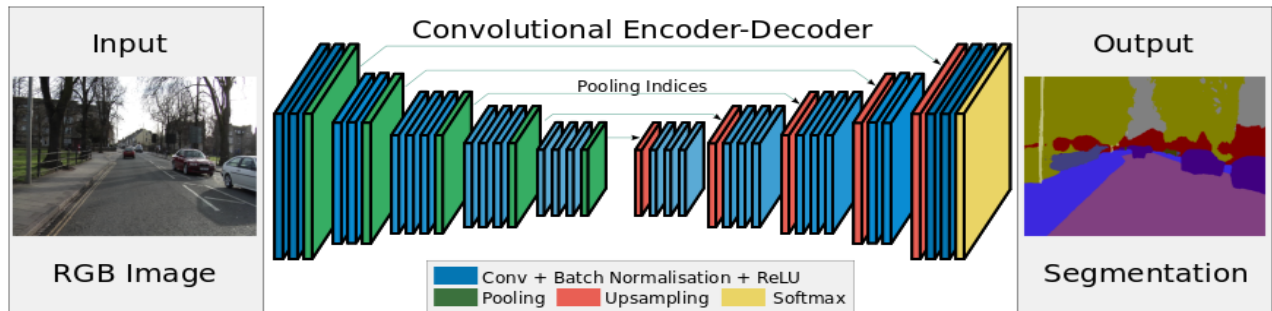 Input
RGB Image
Convolutional Encoder-Decoder
Pooling Indices
Conv + Batch Normalisation + ReLU
Pooling
Upsampling
Softmax
Output
Segmentation